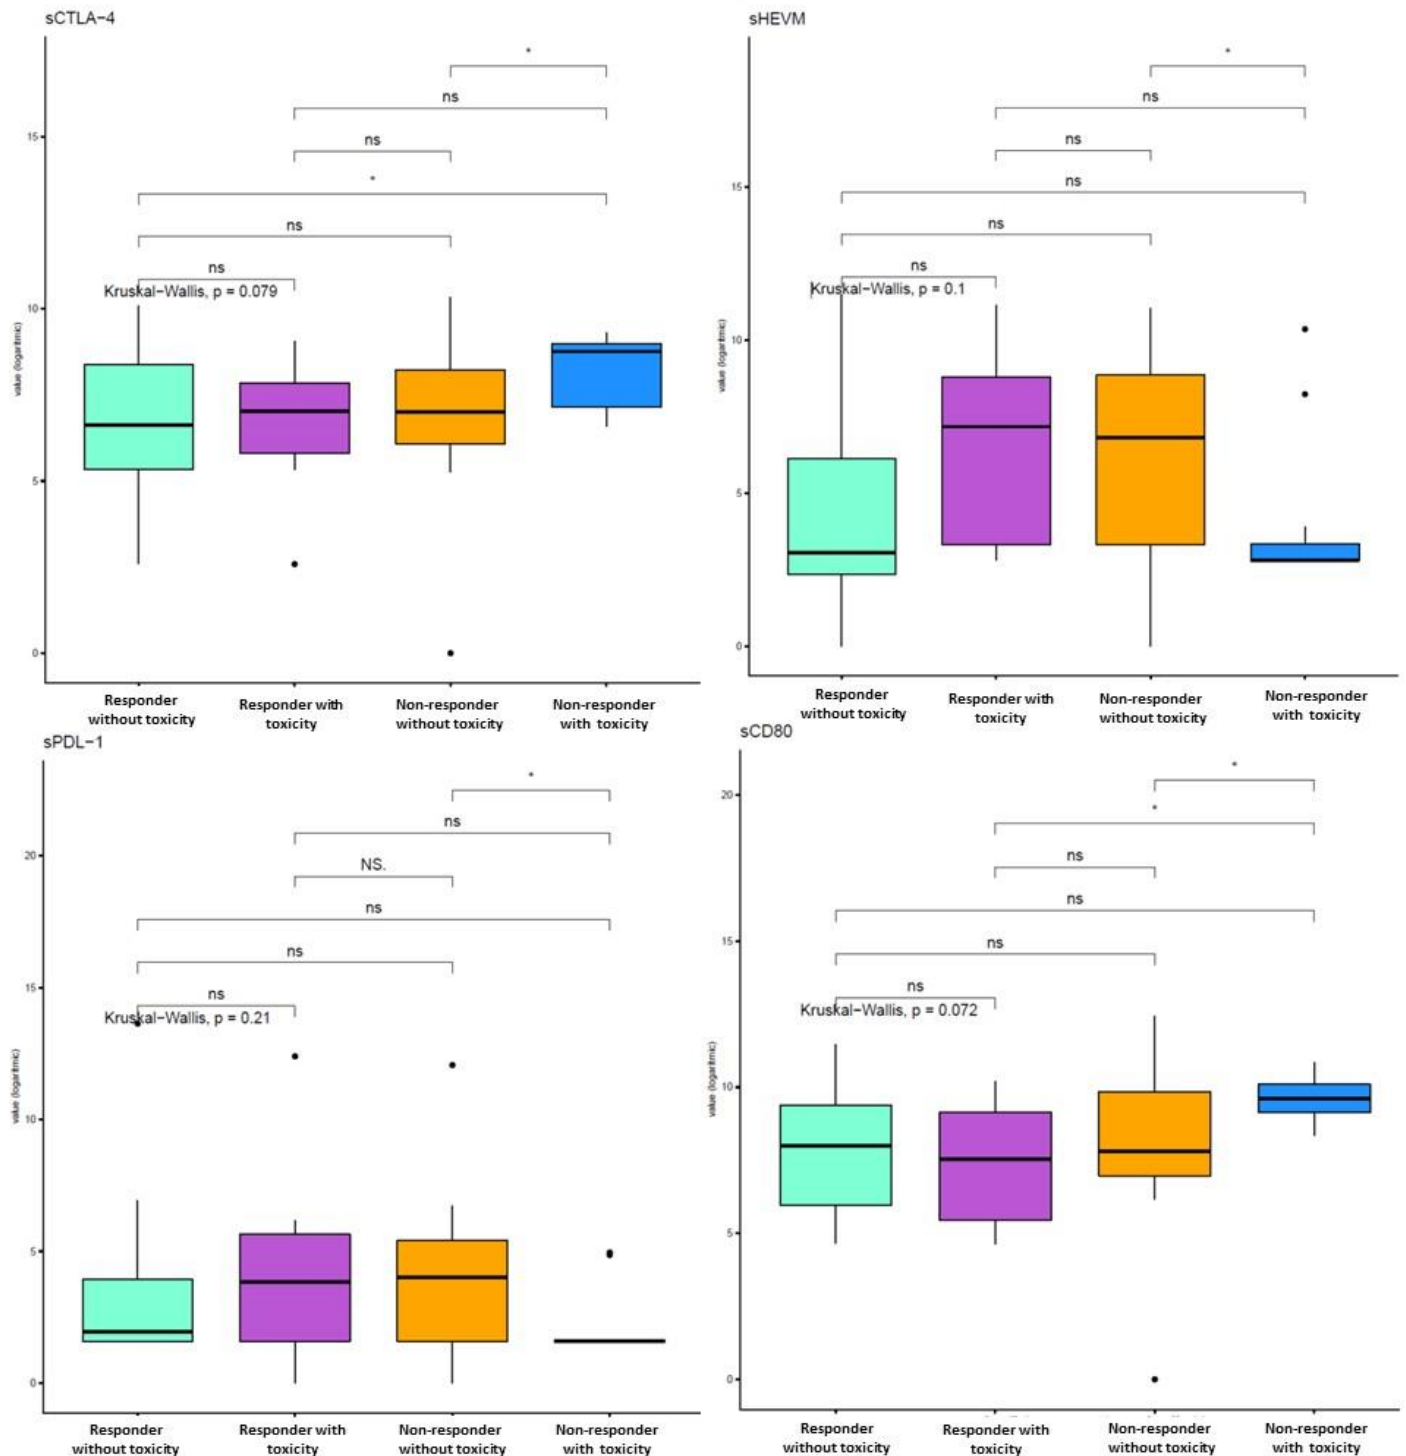 sCTLA-4
*
ns
ns
*
ns
ns
Kruskal-Wallis, p = 0.079
15
10
5
0
value (logaritmic)
Responder
without toxicity
Responder with
toxicity
Non-responder
without toxicity
Non-responder
with toxicity
sHEVM
*
ns
ns
ns
ns
ns
Kruskal-Wallis, p = 0.1
15
10
5
0
value (logaritmic)
Responder
without toxicity
Responder with
toxicity
Non-responder
without toxicity
Non-responder
with toxicity
sPDL-1
*
ns
NS.
ns
ns
ns
Kruskal-Wallis, p = 0.21
20
15
10
5
0
value (logaritmic)
Responder
without toxicity
Responder with
toxicity
Non-responder
without toxicity
Non-responder
with toxicity
sCD80
*
*
ns
ns
ns
ns
Kruskal-Wallis, p = 0.072
20
15
10
5
0
value (logaritmic)
Responder
without toxicity
Responder with
toxicity
Non-responder
without toxicity
Non-responder
with toxicity